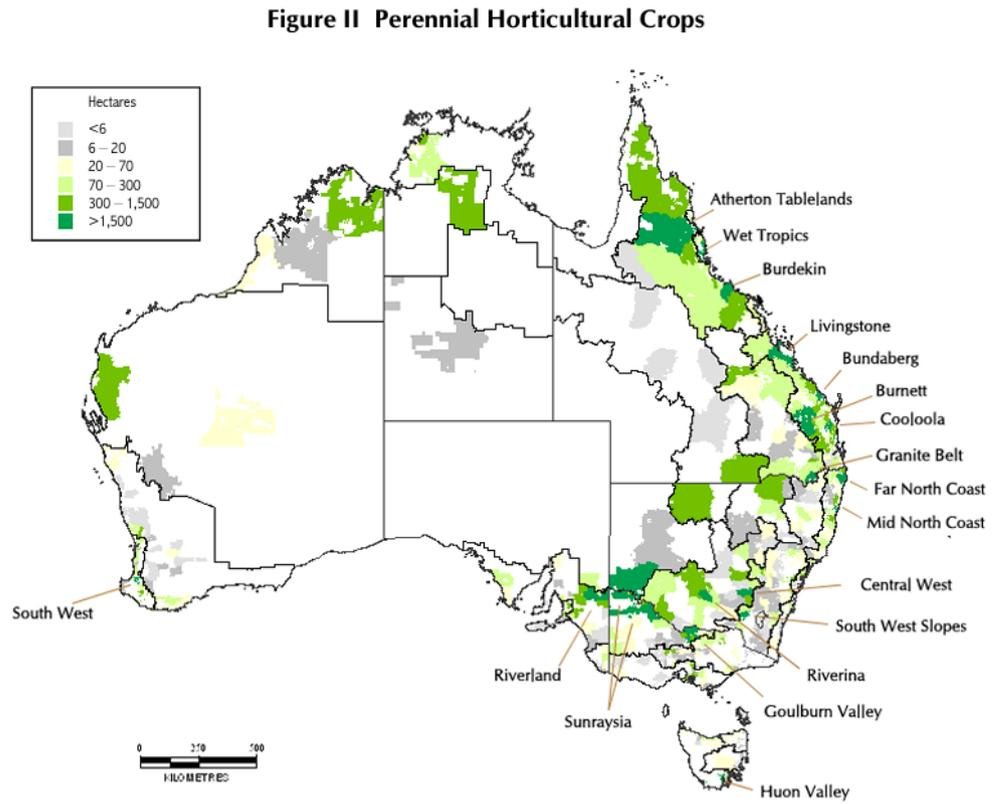 Figure II Perennial Horticultural Crops
Hectares
<6
6 – 20
20 – 70
70 – 300
300 – 1,500
>1,500
Atherton Tablelands
Wet Tropics
Burdekin
Livingstone
Bundaberg
Burnett
Cooloola
Granite Belt
Far North Coast
Mid North Coast
Central West
South West
South West Slopes
Riverland
Riverina
Sunraysia
Goulburn Valley
Huon Valley
0 250 500
KILOMETRES